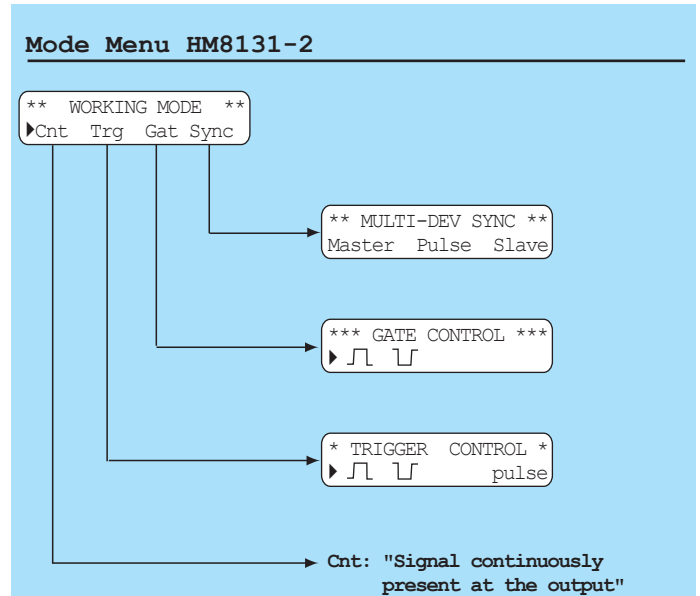 Mode Menu HM8131-2
** WORKING MODE **
Cnt Trg Gat Sync
** MULTI-DEV SYNC **
Master Pulse Slave
*** GATE CONTROL ***
* TRIGGER CONTROL *
pulse
Cnt: "Signal continuously
present at the output"